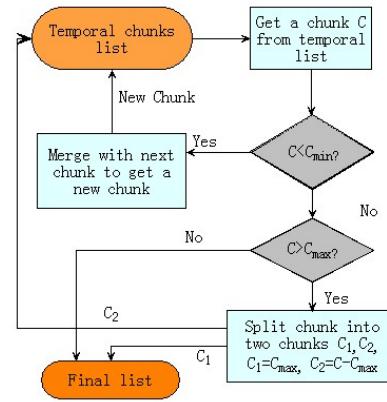 Temporal chunks
list
Get a chunk C
from temporal
list
New Chunk
Merge with next
chunk to get a
new chunk
Yes
C<Cmin?
No
No
C>Cmax?
Yes
C2
Split chunk into
two chunks C1,C2,
C1=Cmax, C2=C-Cmax
C1
Final list